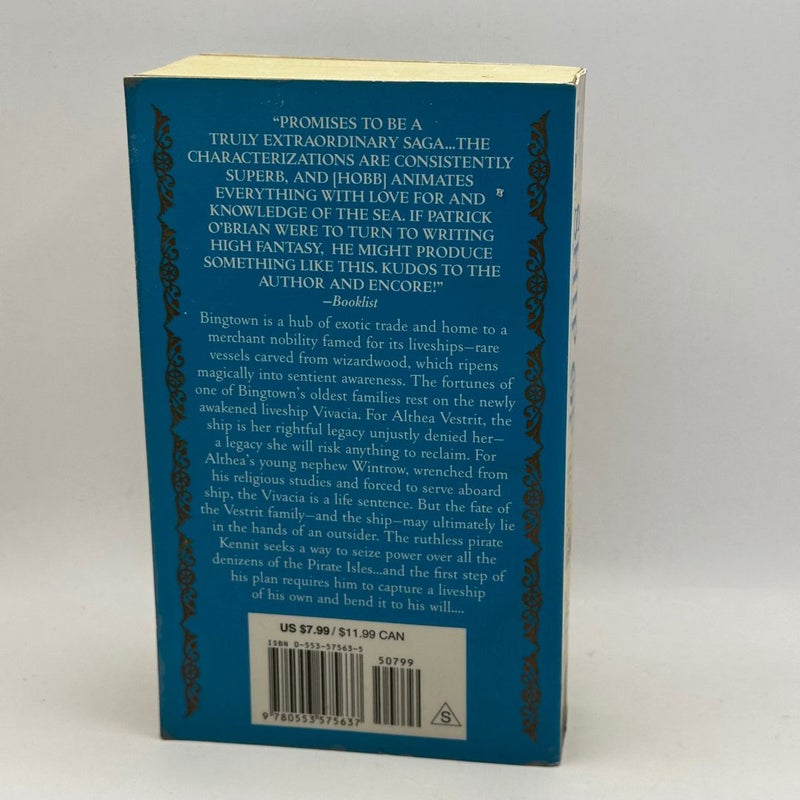 “PROMISES TO BE A
TRULY EXTRAORDINARY SAGA...THE
CHARACTERIZATIONS ARE CONSISTENTLY
SUPERB, AND [HOBB] ANIMATES
EVERYTHING WITH LOVE FOR AND
KNOWLEDGE OF THE SEA. IF PATRICK
O’BRIAN WERE TO TURN TO WRITING
HIGH FANTASY, HE MIGHT PRODUCE
SOMETHING LIKE THIS. KUDOS TO THE
AUTHOR AND ENCORE!”
—Booklist
Bingtown is a hub of exotic trade and home to a
merchant nobility famed for its liveships—rare
vessels carved from wizardwood, which ripens
magically into sentient awareness. The fortunes of
one of Bingtown’s oldest families rest on the newly
awakened liveship Vivacia. For Althea Vestrit, the
ship is her rightful legacy unjustly denied her—
a legacy she will risk anything to reclaim. For
Althea’s young nephew Wintrow, wrenched from
his religious studies and forced to serve aboard
ship, the Vivacia is a life sentence. But the fate of
the Vestrit family—and the ship—may ultimately lie
in the hands of an outsider. The ruthless pirate
Kennit seeks a way to seize power over all the
denizens of the Pirate Isles...and the first step of
his plan requires him to capture a liveship
of his own and bend it to his will....
US $7.99 / $11.99 CAN
ISBN 0-553-57563-5
50799
9 780553 575637
S